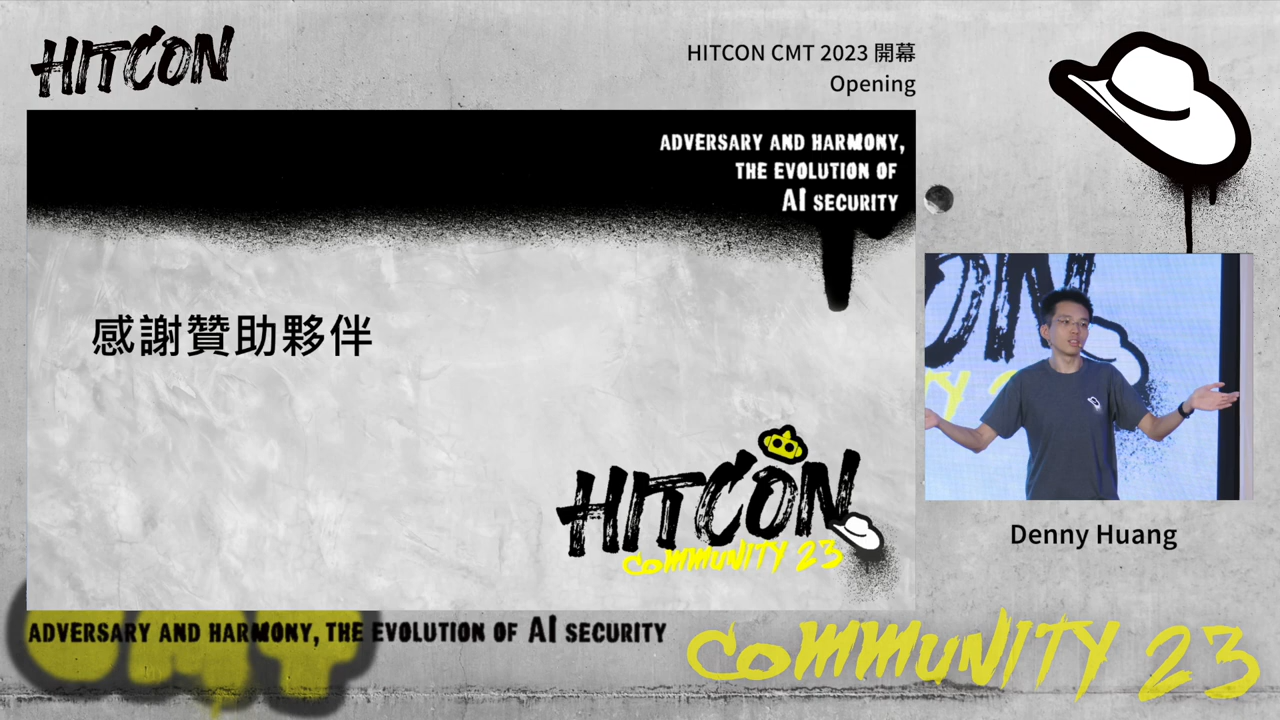 HITCON
HITCON CMT 2023 開幕
Opening
ADVERSARY AND HARMONY,
THE EVOLUTION OF
AI SECURITY
感謝贊助夥伴
HITCON
COMMUNITY 23
Denny Huang
CMT
ADVERSARY AND HARMONY, THE EVOLUTION OF AI SECURITY
COMMUNITY 23